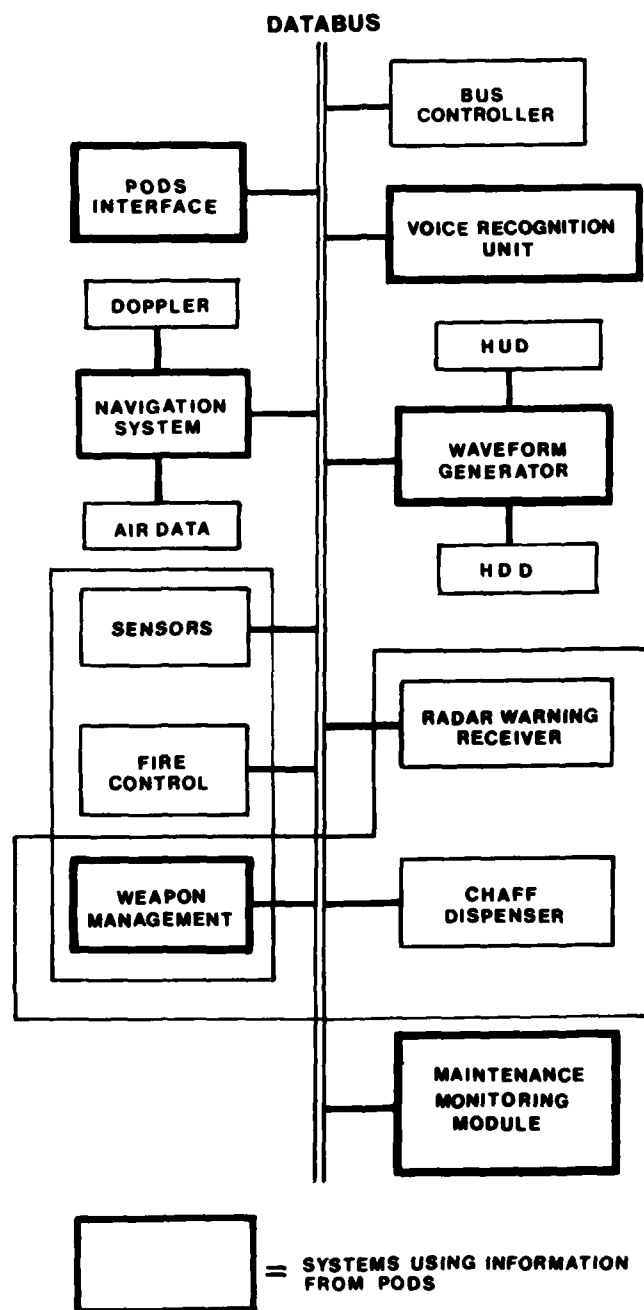 DATABUS
BUS
CONTROLLER
PODS
INTERFACE
VOICE RECOGNITION
UNIT
DOPPLER
HUD
NAVIGATION
SYSTEM
WAVEFORM
GENERATOR
AIR DATA
HDD
SENSORS
RADAR WARNING
RECEIVER
FIRE
CONTROL
WEAPON
MANAGEMENT
CHAFF
DISPENSER
MAINTENANCE
MONITORING
MODULE
= SYSTEMS USING INFORMATION
FROM PODS